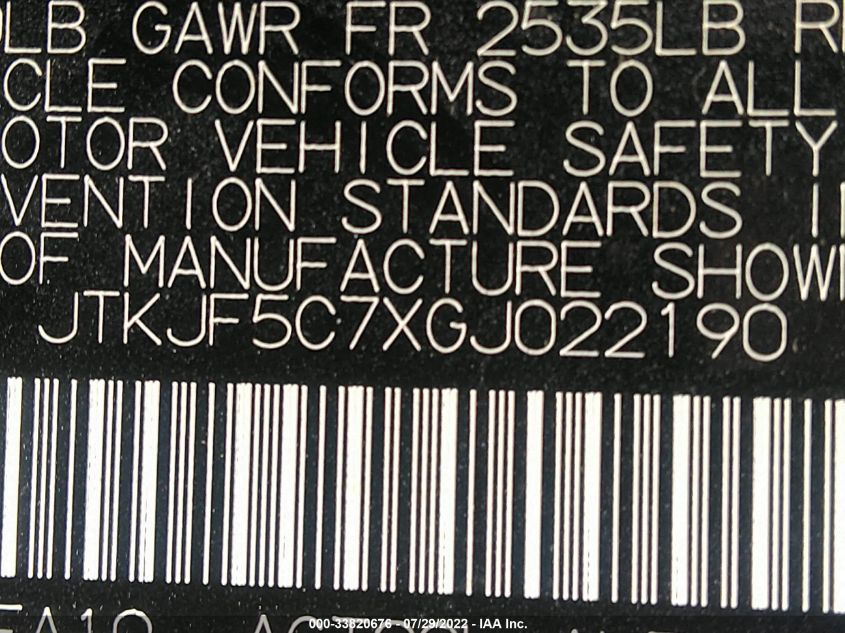 LB GAWR FR 2535LB R
CLE CONFORMS TO ALL
OTOR VEHICLE SAFETY
VENTION STANDARDS I
OF MANUFACTURE SHOW
JTKJF5C7XGJ022190
000-33820676 - 07/29/2022 - IAA Inc.